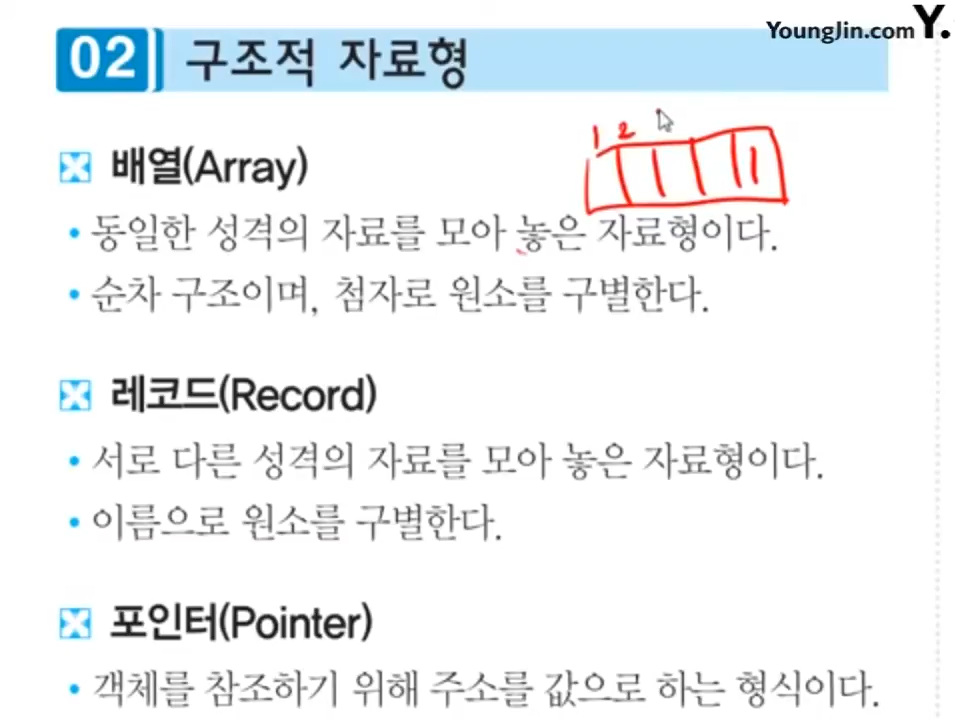 YoungJin.com Y.
02 구조적 자료형
배열(Array)
1 2
• 동일한 성격의 자료를 모아 놓은 자료형이다.
• 순차 구조이며, 첨자로 원소를 구별한다.
레코드(Record)
• 서로 다른 성격의 자료를 모아 놓은 자료형이다.
• 이름으로 원소를 구별한다.
포인터(Pointer)
• 객체를 참조하기 위해 주소를 값으로 하는 형식이다.